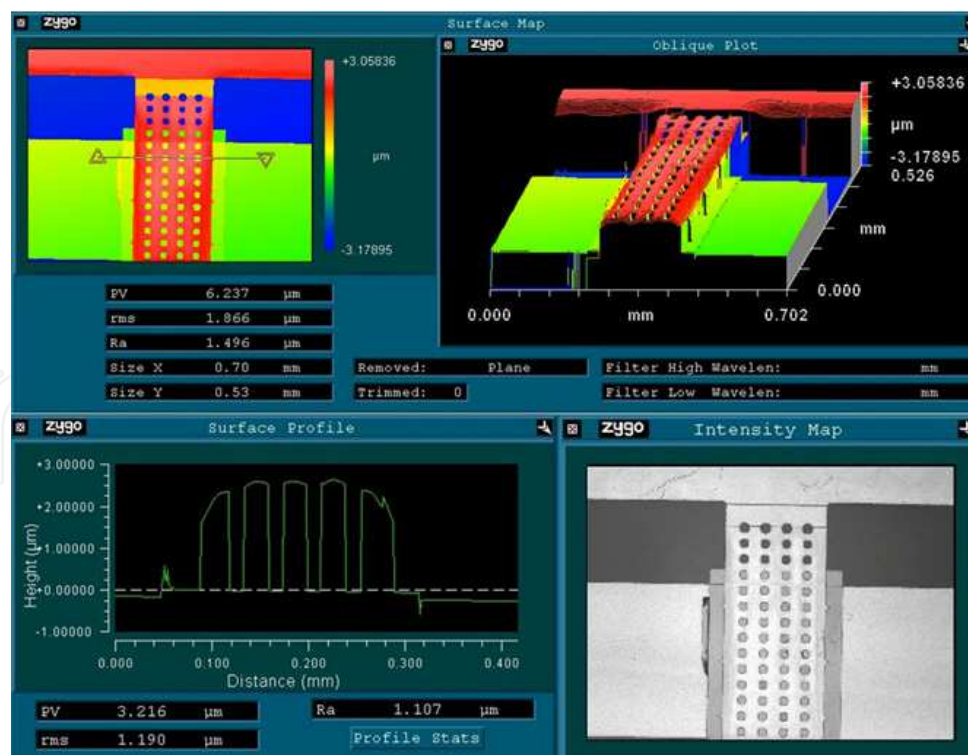 zygo Surface Map
+3.05836
µm
-3.17895
zygo Oblique Plot
+3.05836
µm
-3.17895
0.526
mm
0.000
0.000 mm 0.702
PV 6.237 µm
rms 1.866 µm
Ra 1.496 µm
Size X 0.70 mm
Size Y 0.53 mm
Removed: Plane
Trimmed: 0
Filter High Wavelen: mm
Filter Low Wavelen: mm
zygo Surface Profile
+3.00000
+2.00000
+1.00000
+0.00000
-1.00000
Height (µm)
0.000 0.100 0.200 0.300 0.400
Distance (mm)
PV 3.216 µm
rms 1.190 µm
Ra 1.107 µm
Profile Stats
zygo Intensity Map